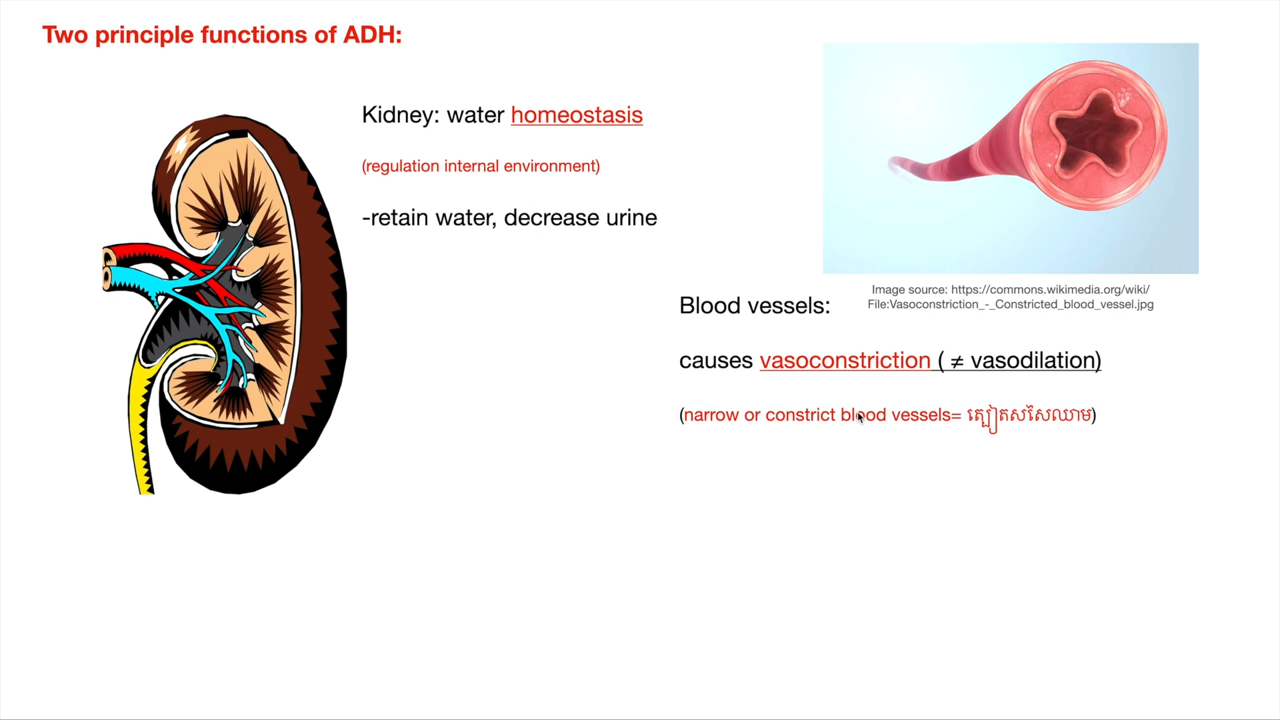 Two principle functions of ADH:
Kidney: water homeostasis
(regulation internal environment)
-retain water, decrease urine
Image source: https://commons.wikimedia.org/wiki/
File:Vasoconstriction_-_Constricted_blood_vessel.jpg
Blood vessels:
causes vasoconstriction ( ≠ vasodilation)
(narrow or constrict blood vessels= ត្បៀតសសៃឈាម)